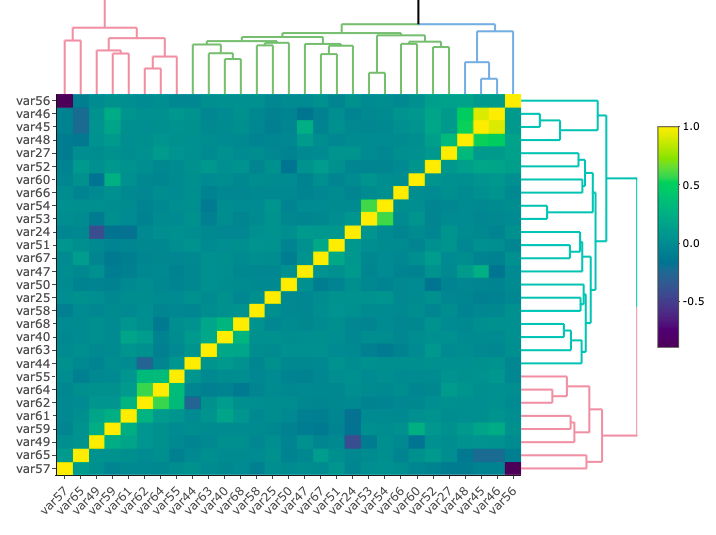 var56
var46
var45
var48
var27
var52
var60
var66
var54
var53
var24
var51
var67
var47
var50
var25
var58
var68
var40
var63
var44
var55
var64
var62
var61
var59
var49
var65
var57
var57
var65
var49
var59
var61
var62
var64
var55
var44
var63
var40
var68
var58
var25
var50
var47
var67
var51
var24
var53
var54
var66
var60
var52
var27
var48
var45
var46
var56
1.0
0.5
0.0
-0.5